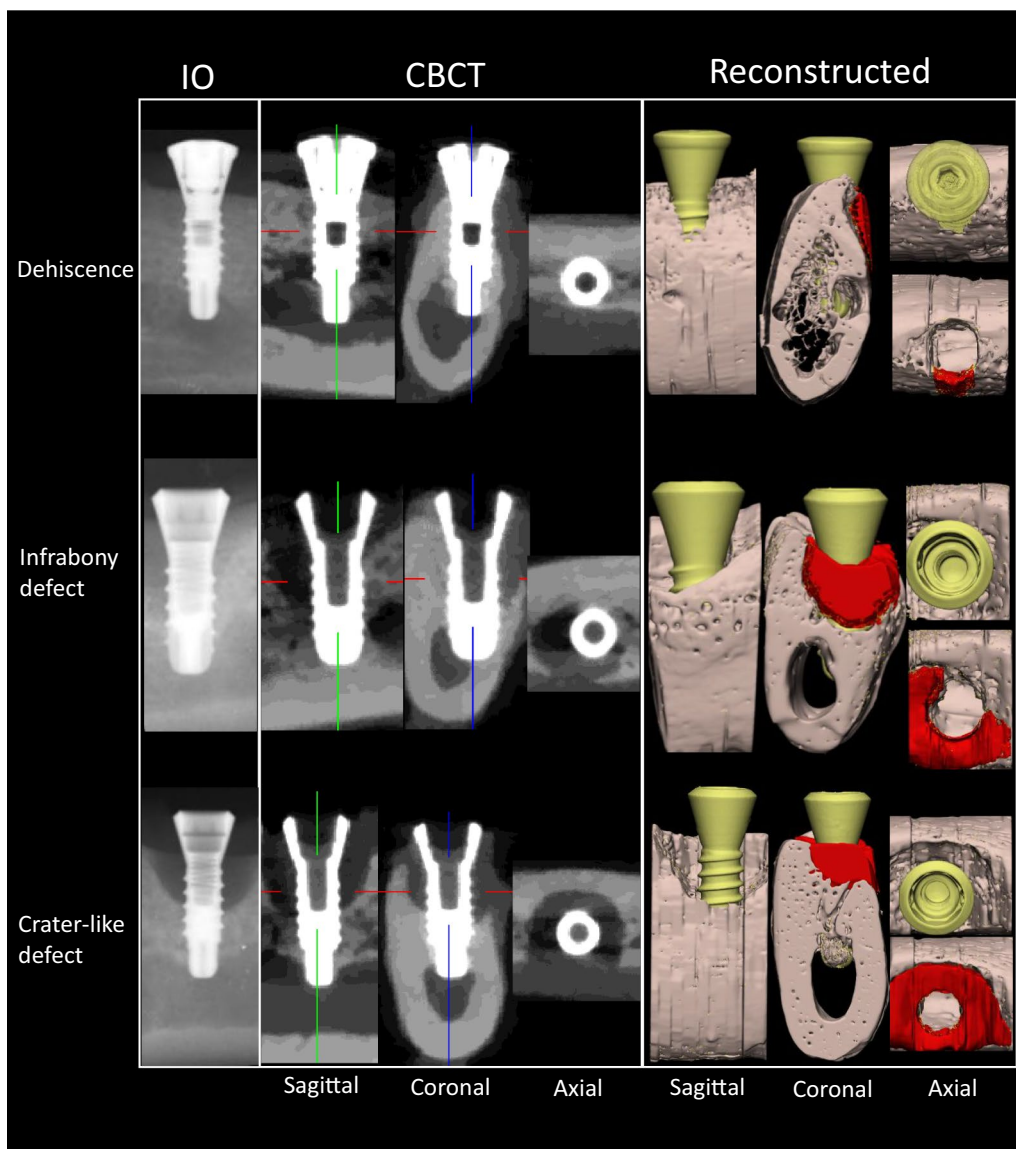 IO
CBCT
Reconstructed
Dehiscence
Infrabony
defect
Crater-like
defect
Sagittal
Coronal
Axial
Sagittal
Coronal
Axial